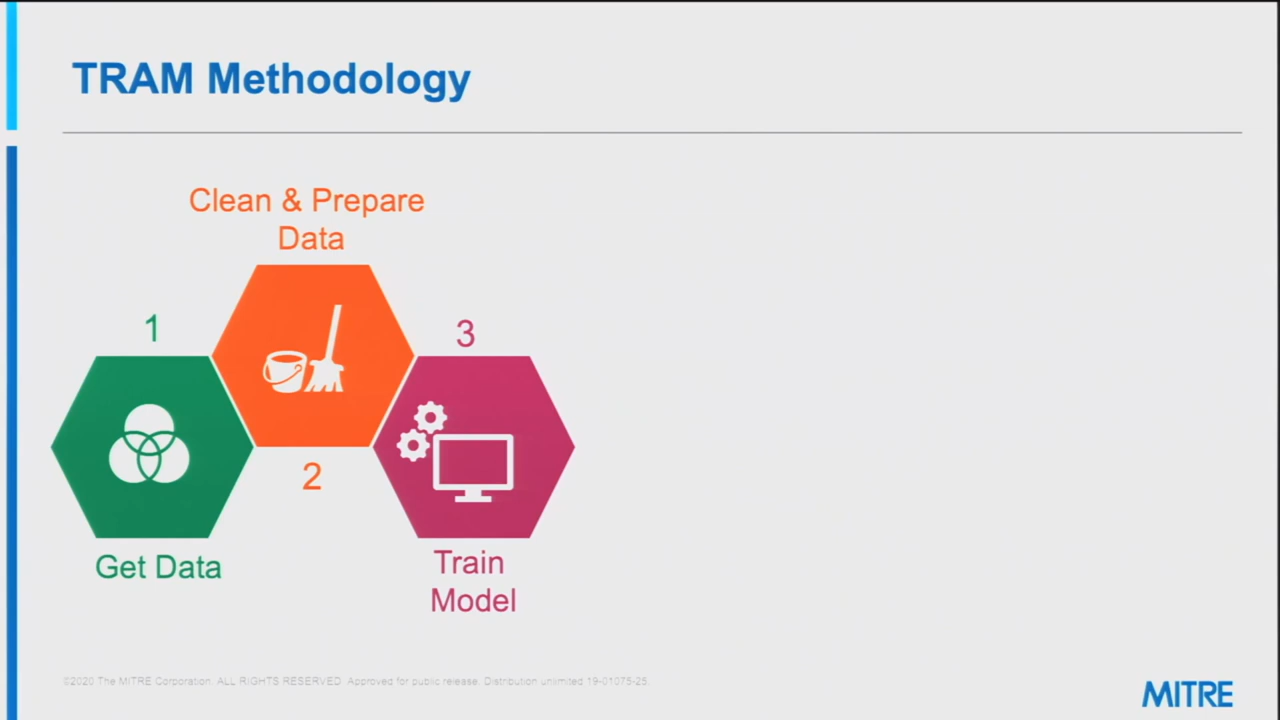 TRAM Methodology
Clean & Prepare
Data
1
3
2
Get Data
Train
Model
©2020 The MITRE Corporation. ALL RIGHTS RESERVED Approved for public release. Distribution unlimited 19-01075-25.
MITRE